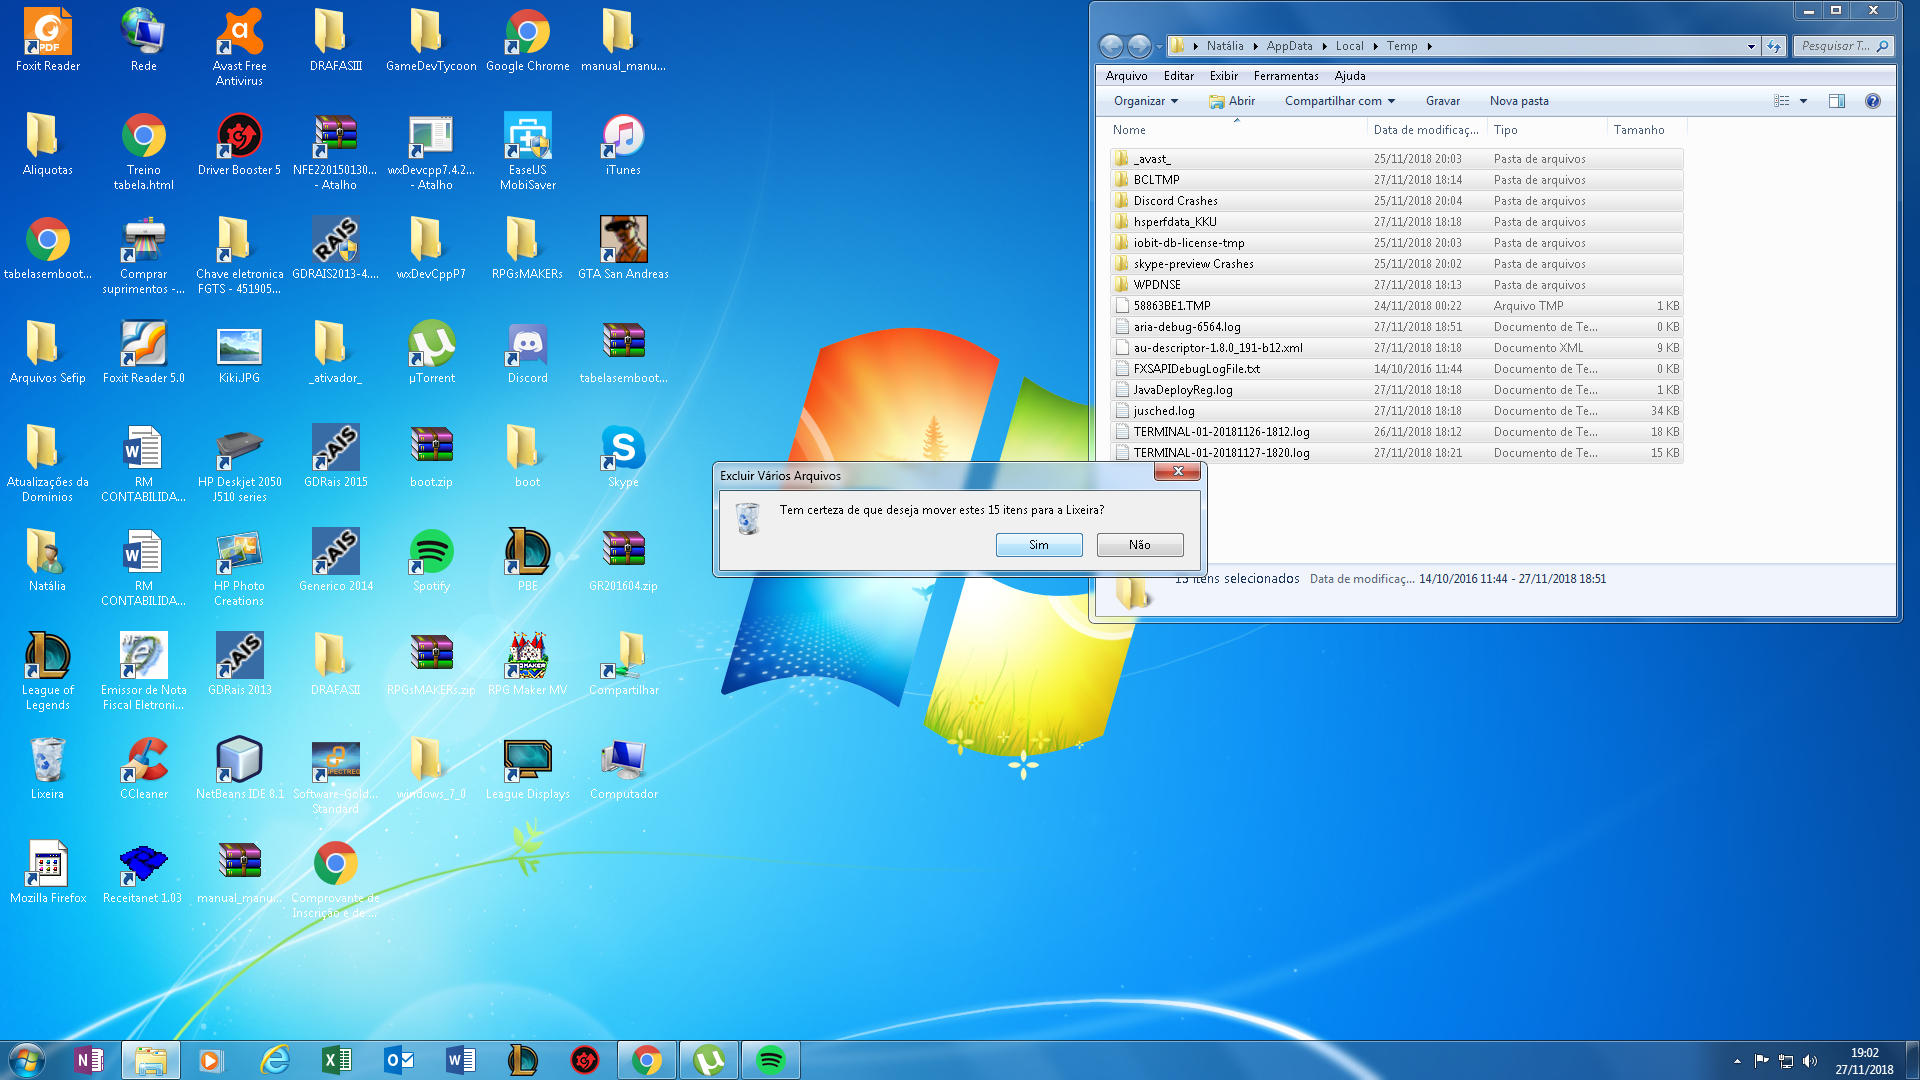 Foxit Reader
Rede
Avast Free
Antivirus
DRAFASIII
GameDevTycoon
Google Chrome
manual_manu...
Aliquotas
Treino
tabela.html
Driver Booster 5
NFE220150130...
- Atalho
wxDevcpp7.4.2...
- Atalho
EaseUS
MobiSaver
iTunes
tabelasemboot...
Comprar
suprimentos -...
Chave eletronica
FGTS - 451905...
GDRAIS2013-4....
wxDevCppP7
RPGsMAKERs
GTA San Andreas
Arquivos Sefip
Foxit Reader 5.0
Kiki.JPG
_ativador_
µTorrent
Discord
tabelasemboot...
Atualizações da
Dominios
RM
CONTABILIDA...
HP Deskjet 2050
J510 series
GDRais 2015
boot.zip
boot
Skype
Natália
RM
CONTABILIDA...
HP Photo
Creations
Generico 2014
Spotify
PBE
GR201604.zip
League of
Legends
Emissor de Nota
Fiscal Eletroni...
GDRais 2013
DRAFASII
RPGsMAKERs.zip
RPG Maker MV
Compartilhar
Lixeira
CCleaner
NetBeans IDE 8.1
Software-Gold...
Standard
windows_7_0
League Displays
Computador
Mozilla Firefox
Receitanet 1.03
manual_manu...
Comprovante de
Inscrição e de ...
Natália
AppData
Local
Temp
Pesquisar T...
Arquivo Editar Exibir Ferramentas Ajuda
Organizar Abrir Compartilhar com Gravar Nova pasta
Nome Data de modificaç... Tipo Tamanho
_avast_ 25/11/2018 20:03 Pasta de arquivos
BCLTMP 27/11/2018 18:14 Pasta de arquivos
Discord Crashes 25/11/2018 20:04 Pasta de arquivos
hsperfdata_KKU 27/11/2018 18:18 Pasta de arquivos
iobit-db-license-tmp 25/11/2018 20:03 Pasta de arquivos
skype-preview Crashes 25/11/2018 20:02 Pasta de arquivos
WPDNSE 27/11/2018 18:13 Pasta de arquivos
58863BE1.TMP 24/11/2018 00:22 Arquivo TMP 1 KB
aria-debug-6564.log 27/11/2018 18:51 Documento de Te... 0 KB
au-descriptor-1.8.0_191-b12.xml 27/11/2018 18:18 Documento XML 9 KB
FXSAPIDebugLogFile.txt 14/10/2016 11:44 Documento de Te... 0 KB
JavaDeployReg.log 27/11/2018 18:18 Documento de Te... 1 KB
jusched.log 27/11/2018 18:18 Documento de Te... 34 KB
TERMINAL-01-20181126-1812.log 26/11/2018 18:12 Documento de Te... 18 KB
TERMINAL-01-20181127-1820.log 27/11/2018 18:21 Documento de Te... 15 KB
15 itens selecionados Data de modificaç... 14/10/2016 11:44 - 27/11/2018 18:51
Excluir Vários Arquivos
Tem certeza de que deseja mover estes 15 itens para a Lixeira?
Sim Não
19:02
27/11/2018